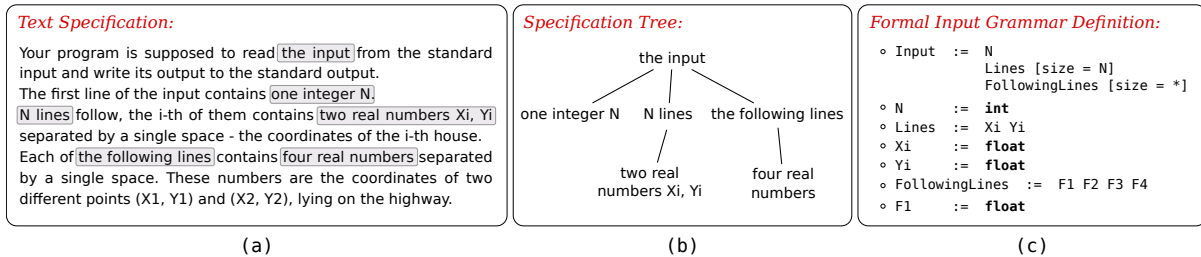 Text Specification:
Your program is supposed to read the input from the standard
input and write its output to the standard output.
The first line of the input contains one integer N.
N lines follow, the i-th of them contains two real numbers Xi, Yi
separated by a single space - the coordinates of the i-th house.
Each of the following lines contains four real numbers separated
by a single space. These numbers are the coordinates of two
different points (X1, Y1) and (X2, Y2), lying on the highway.
(a)
Specification Tree:
the input
one integer N N lines the following lines
two real
numbers Xi, Yi
four real
numbers
(b)
Formal Input Grammar Definition:
Input := N
Lines [size = N]
FollowingLines [size = *]
N := int
Lines := Xi Yi
Xi := float
Yi := float
FollowingLines := F1 F2 F3 F4
F1 := float
(c)